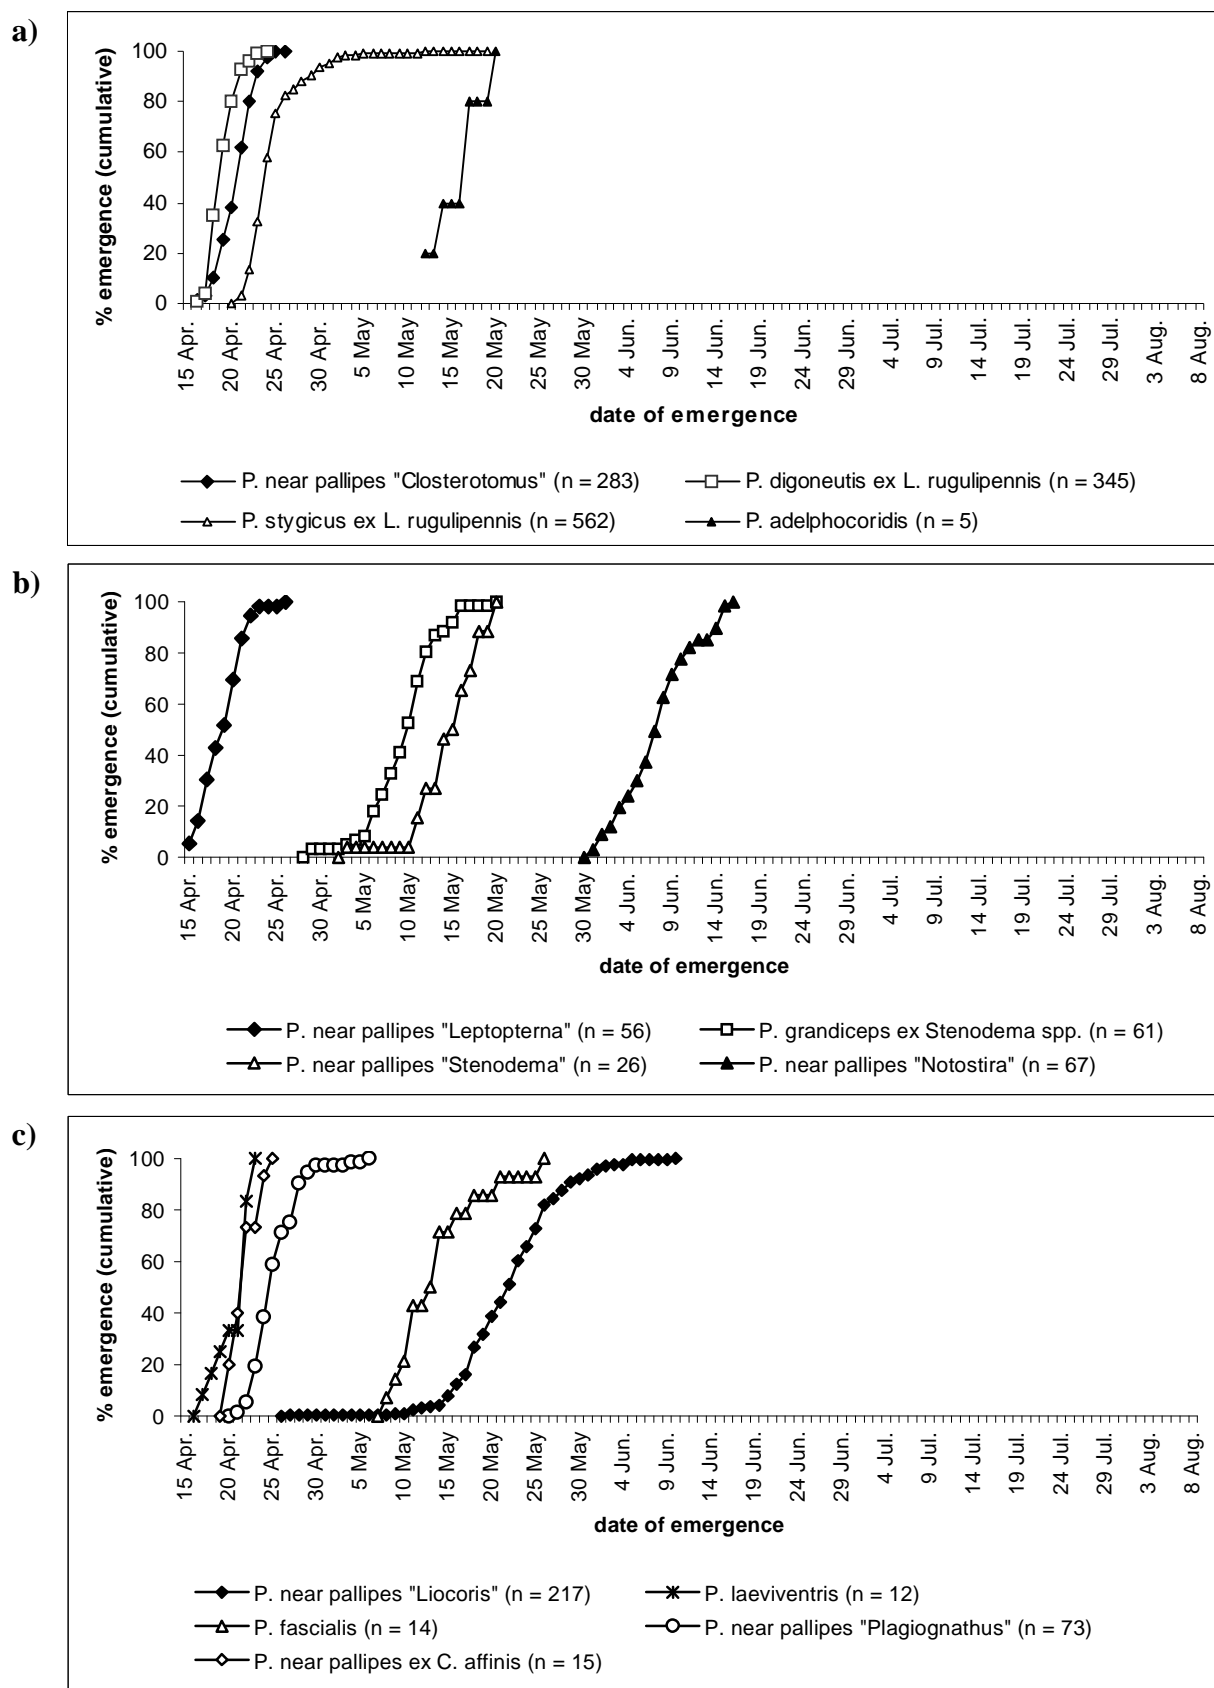 a)
% emergence (cumulative)
100
80
60
40
20
0
15 Apr. 20 Apr. 25 Apr. 30 Apr. 5 May 10 May 15 May 20 May 25 May 30 May 4 Jun. 9 Jun. 14 Jun. 19 Jun. 24 Jun. 29 Jun. 4 Jul. 9 Jul. 14 Jul. 19 Jul. 24 Jul. 29 Jul. 3 Aug. 8 Aug.
date of emergence
P. near pallipes "Closterotomus" (n = 283) P. digoneutis ex L. rugulipennis (n = 345)
P. stygicus ex L. rugulipennis (n = 562) P. adelphocoridis (n = 5)
b)
% emergence (cumulative)
100
80
60
40
20
0
15 Apr. 20 Apr. 25 Apr. 30 Apr. 5 May 10 May 15 May 20 May 25 May 30 May 4 Jun. 9 Jun. 14 Jun. 19 Jun. 24 Jun. 29 Jun. 4 Jul. 9 Jul. 14 Jul. 19 Jul. 24 Jul. 29 Jul. 3 Aug. 8 Aug.
date of emergence
P. near pallipes "Leptopterna" (n = 56) P. grandiceps ex Stenodema spp. (n = 61)
P. near pallipes "Stenodema" (n = 26) P. near pallipes "Notostira" (n = 67)
c)
% emergence (cumulative)
100
80
60
40
20
0
15 Apr. 20 Apr. 25 Apr. 30 Apr. 5 May 10 May 15 May 20 May 25 May 30 May 4 Jun. 9 Jun. 14 Jun. 19 Jun. 24 Jun. 29 Jun. 4 Jul. 9 Jul. 14 Jul. 19 Jul. 24 Jul. 29 Jul. 3 Aug. 8 Aug.
date of emergence
P. near pallipes "Liocoris" (n = 217) P. laeviventris (n = 12)
P. fascialis (n = 14) P. near pallipes "Plagiognathus" (n = 73)
P. near pallipes ex C. affinis (n = 15)